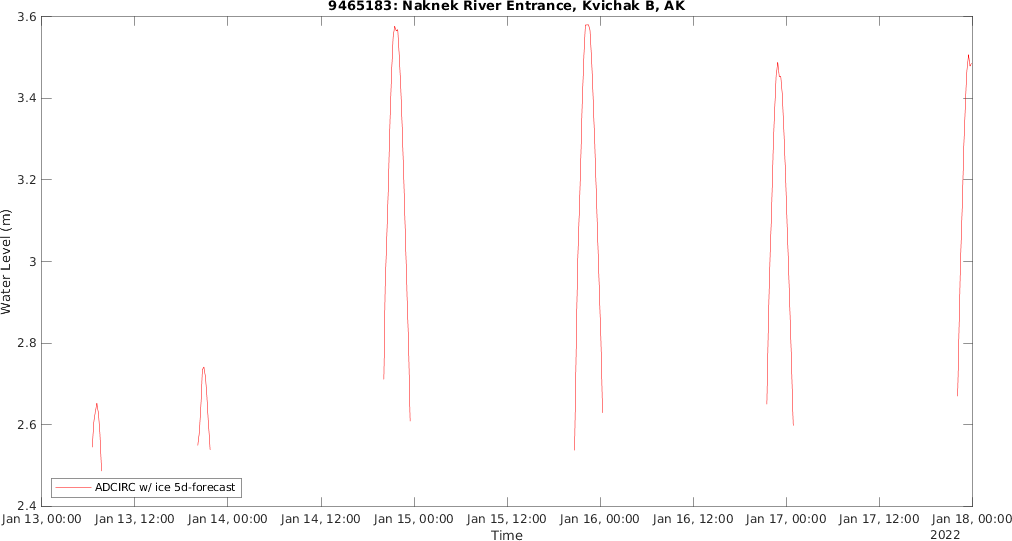 9465183: Naknek River Entrance, Kvichak B, AK
3.6
3.4
3.2
3
2.8
2.6
2.4
Water Level (m)
ADCIRC w/ ice 5d-forecast
Jan 13, 00:00 Jan 13, 12:00 Jan 14, 00:00 Jan 14, 12:00 Jan 15, 00:00 Jan 15, 12:00 Jan 16, 00:00 Jan 16, 12:00 Jan 17, 00:00 Jan 17, 12:00 Jan 18, 00:00
Time
2022